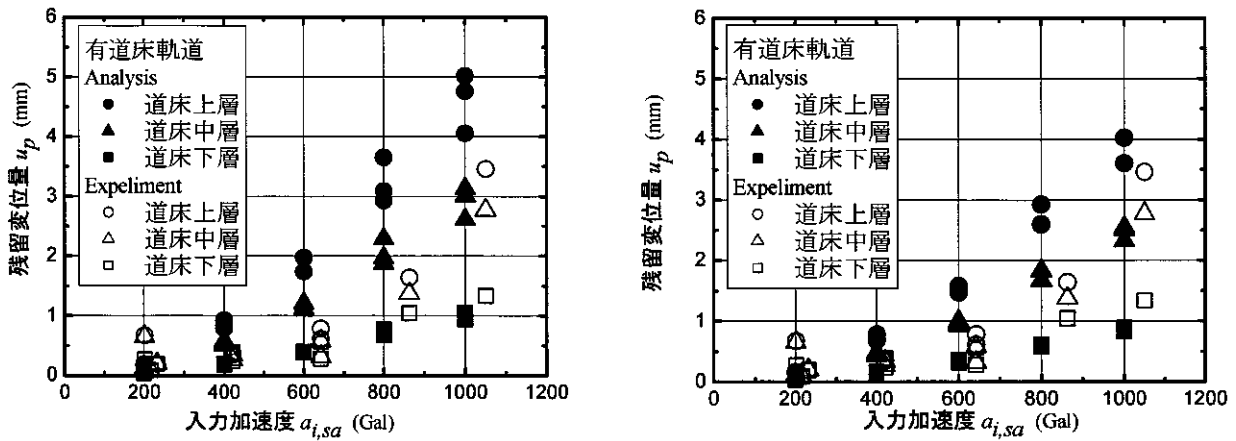 6
5
4
3
2
1
0
残留変位量 u_p (mm)
有道床軌道
Analysis
道床上層
道床中層
道床下層
Expeliment
道床上層
道床中層
道床下層
0 200 400 600 800 1000 1200
入力加速度 a_i,sa (Gal)
6
5
4
3
2
1
0
残留変位量 u_p (mm)
有道床軌道
Analysis
道床上層
道床中層
道床下層
Expeliment
道床上層
道床中層
道床下層
0 200 400 600 800 1000 1200
入力加速度 a_i,sa (Gal)